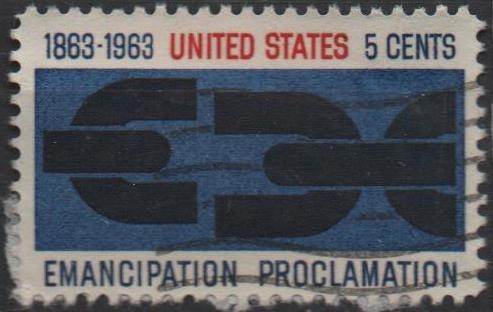 1863-1963 UNITED STATES 5 CENTS
EMANCIPATION PROCLAMATION